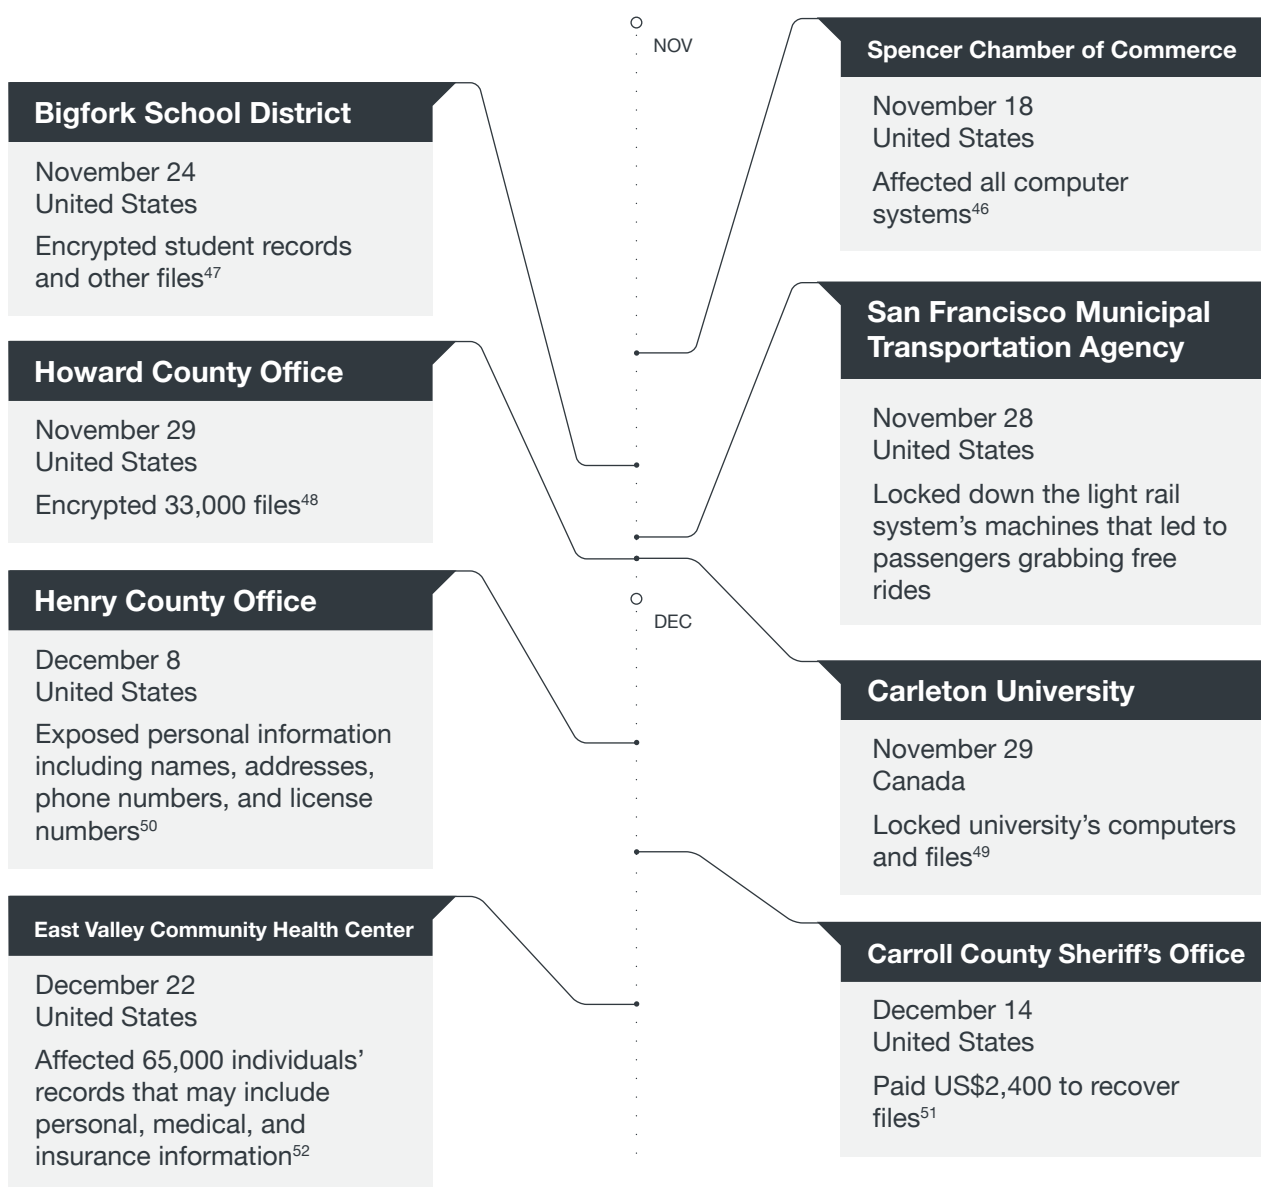 NOV
Spencer Chamber of Commerce
November 18
United States
Affected all computer
systems46
Bigfork School District
November 24
United States
Encrypted student records
and other files47
San Francisco Municipal
Transportation Agency
November 28
United States
Locked down the light rail
system’s machines that led to
passengers grabbing free
rides
Howard County Office
November 29
United States
Encrypted 33,000 files48
Carleton University
November 29
Canada
Locked university’s computers
and files49
DEC
Henry County Office
December 8
United States
Exposed personal information
including names, addresses,
phone numbers, and license
numbers50
Carroll County Sheriff’s Office
December 14
United States
Paid US$2,400 to recover
files51
East Valley Community Health Center
December 22
United States
Affected 65,000 individuals’
records that may include
personal, medical, and
insurance information52